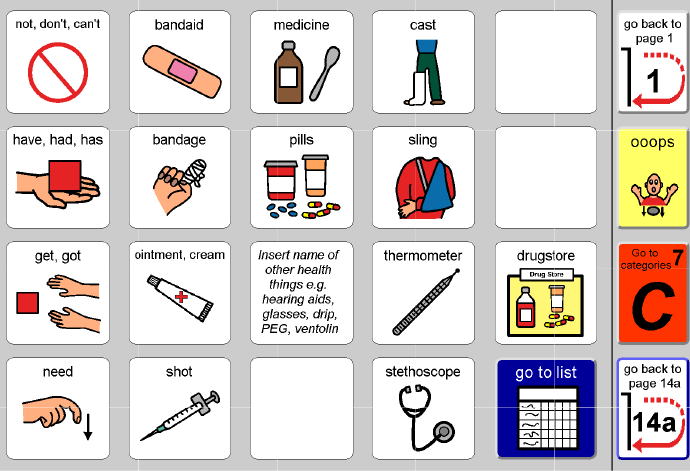 not, don't, can't
bandaid
medicine
cast
go back to
page 1
1
have, had, has
bandage
pills
sling
ooops
get, got
ointment, cream
Insert name of
other health
things e.g.
hearing aids,
glasses, drip,
PEG, ventolin
thermometer
drugstore
Drug Store
Go to
categories 7
C
need
shot
stethoscope
go to list
go back to
page 14a
14a